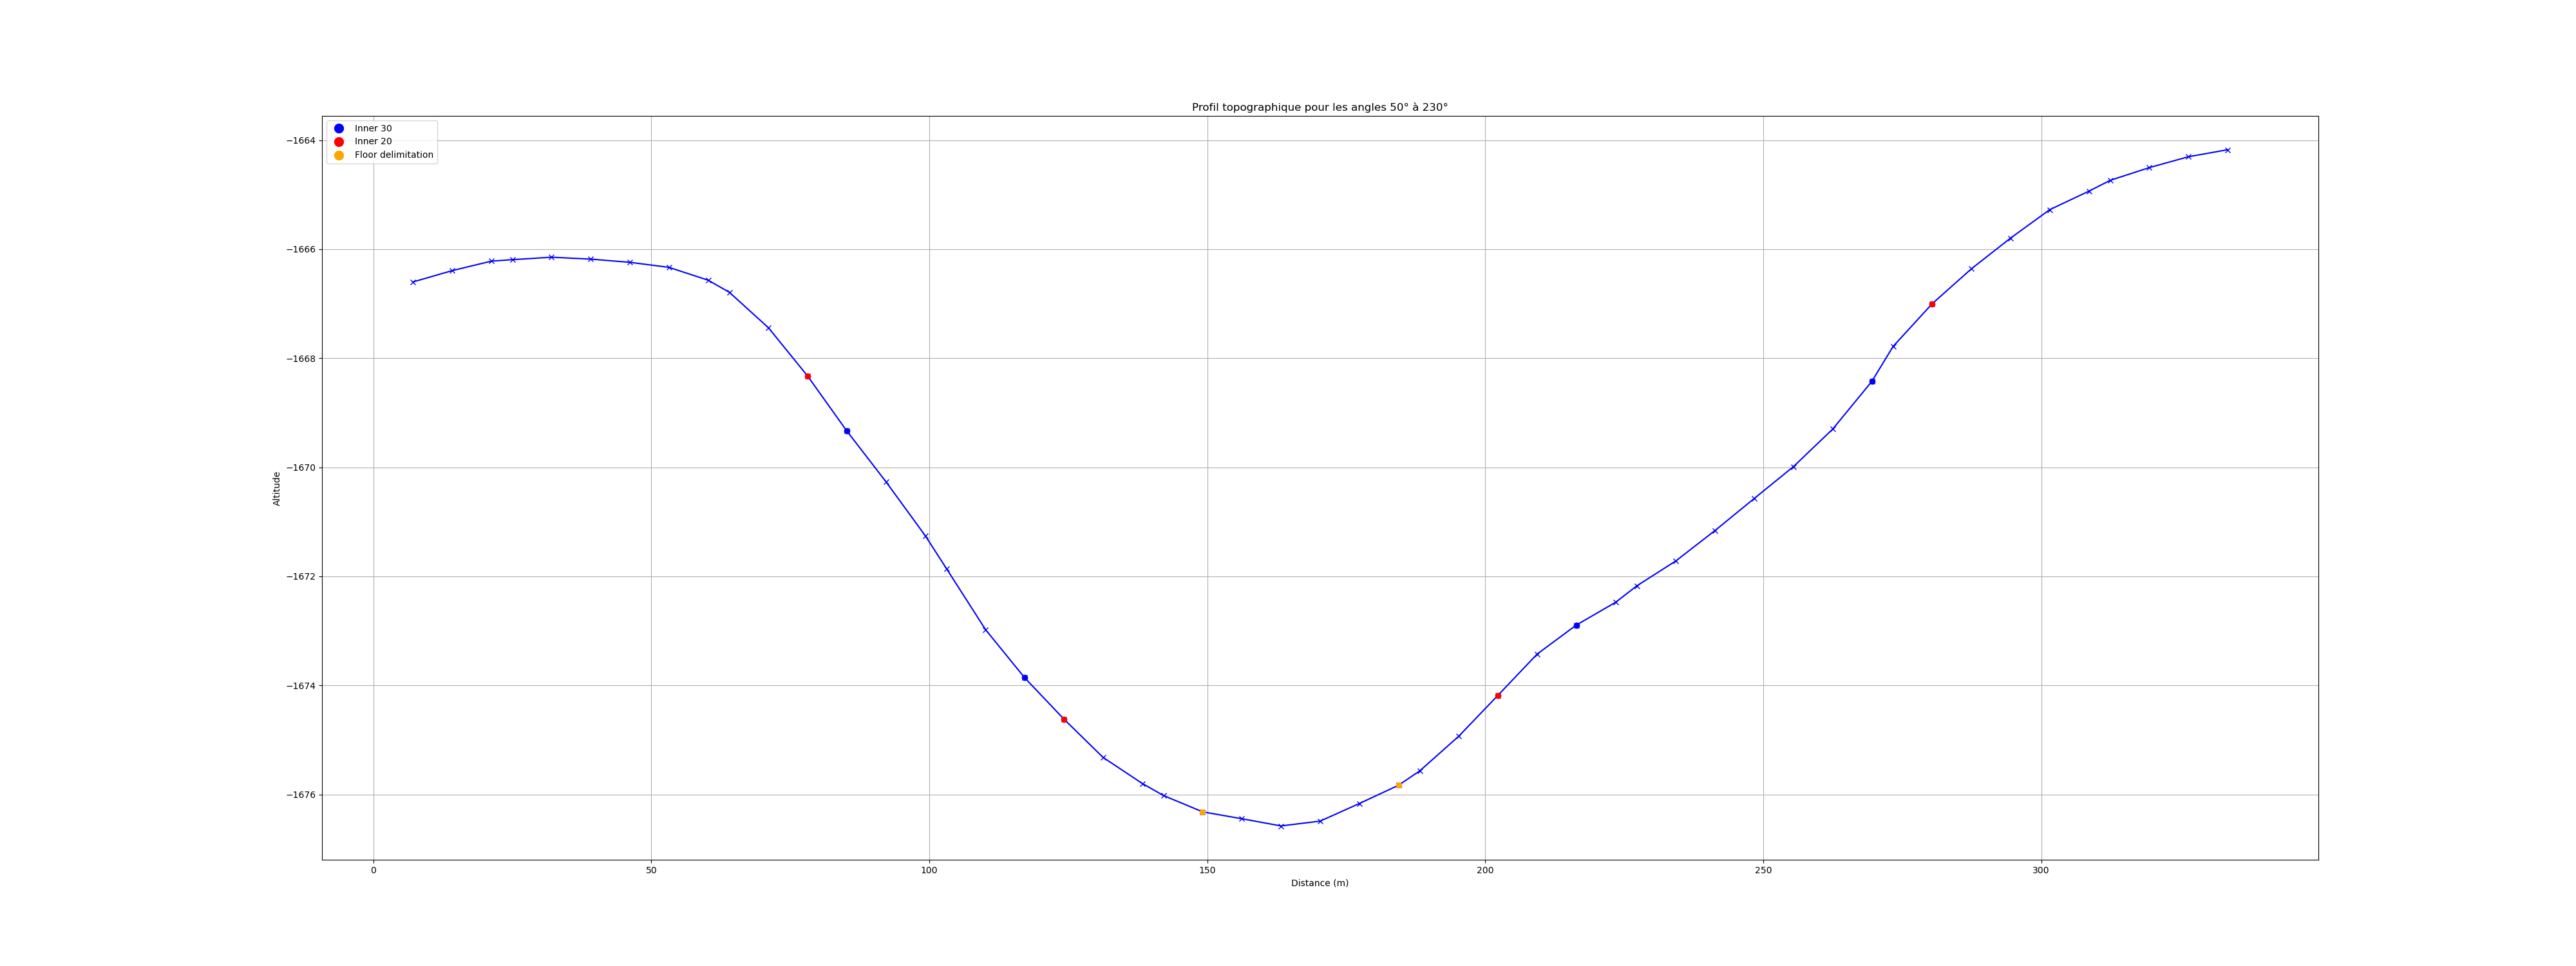 Profil topographique pour les angles 50° à 230°
Inner 30
Inner 20
Floor delimitation
−1664
−1666
−1668
−1670
−1672
−1674
−1676
Altitude
0 50 100 150 200 250 300
Distance (m)